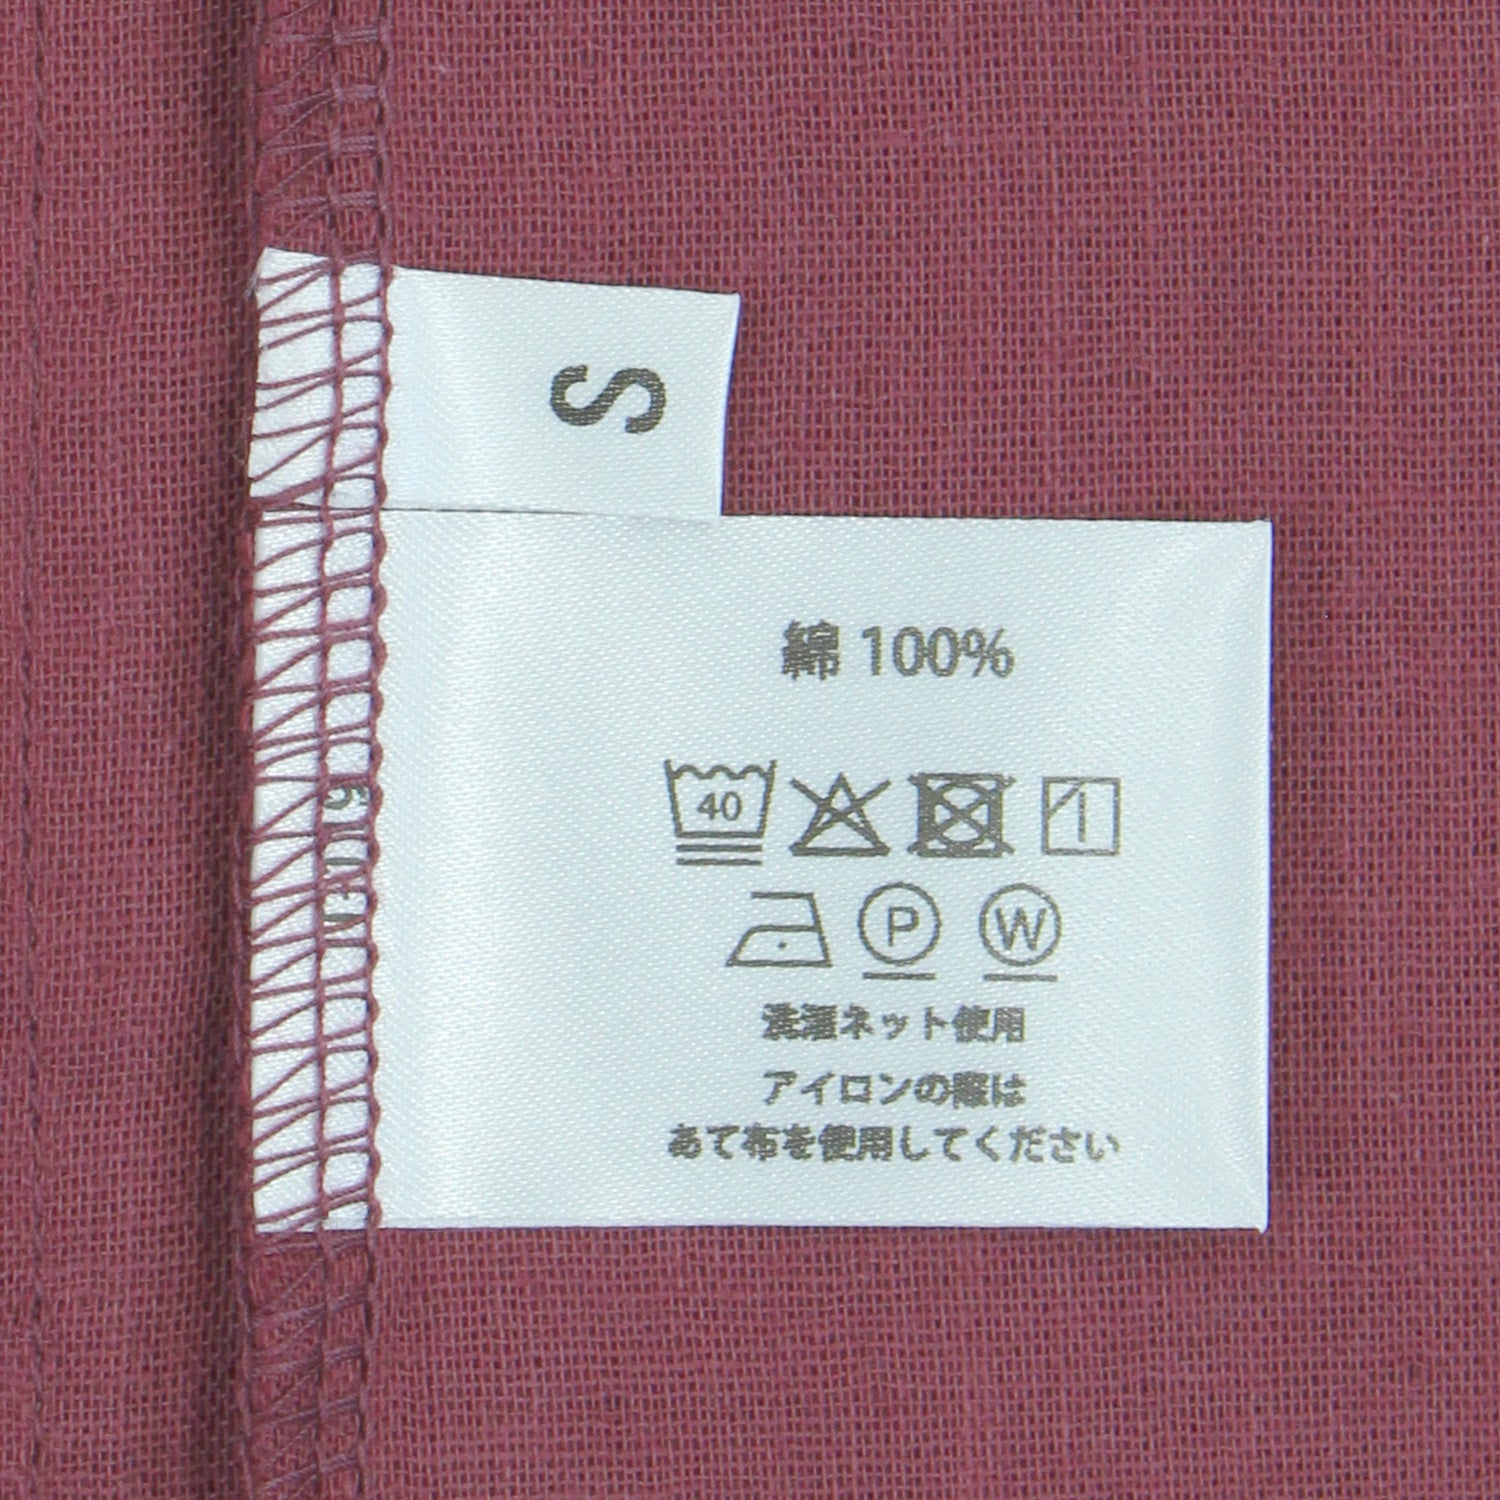 S
綿 100%
40
P W
洗濯ネット使用
アイロンの際は
あて布を使用してください